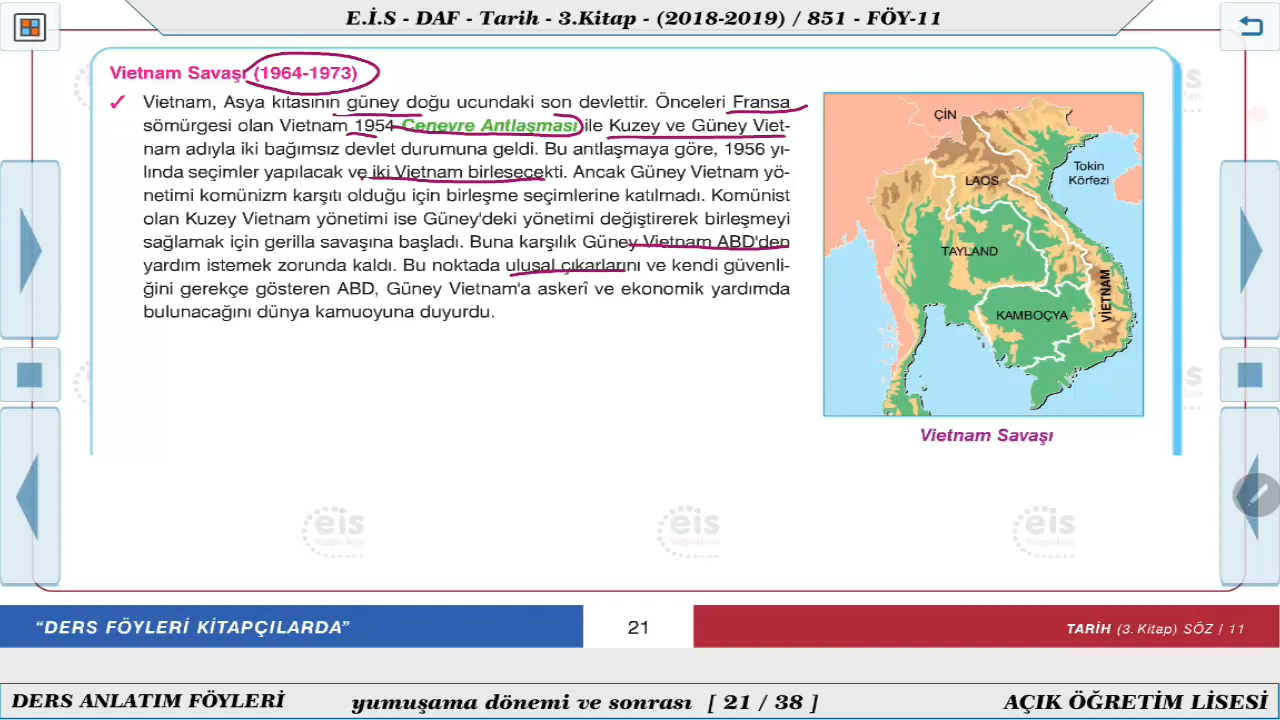 E.İ.S - DAF - Tarih - 3.Kitap - (2018-2019) / 851 - FÖY-11
Vietnam Savaşı (1964-1973)
✓ Vietnam, Asya kıtasının güney doğu ucundaki son devlettir. Önceleri Fransa
sömürgesi olan Vietnam 1954 Cenevre Antlaşması ile Kuzey ve Güney Viet-
nam adıyla iki bağımsız devlet durumuna geldi. Bu antlaşmaya göre, 1956 yı-
lında seçimler yapılacak ve iki Vietnam birleşecekti. Ancak Güney Vietnam yö-
netimi komünizm karşıtı olduğu için birleşme seçimlerine katılmadı. Komünist
olan Kuzey Vietnam yönetimi ise Güney'deki yönetimi değiştirerek birleşmeyi
sağlamak için gerilla savaşına başladı. Buna karşılık Güney Vietnam ABD'den
yardım istemek zorunda kaldı. Bu noktada ulusal çıkarlarını ve kendi güvenli-
ğini gerekçe gösteren ABD, Güney Vietnam'a askerî ve ekonomik yardımda
bulunacağını dünya kamuoyuna duyurdu.
ÇİN
Tokin
Körfezi
LAOS
TAYLAND
VİETNAM
KAMBOÇYA
Vietnam Savaşı
eis
eis
eis
"DERS FÖYLERİ KİTAPÇILARDA"
21
TARİH (3. Kitap) SÖZ / 11
DERS ANLATIM FÖYLERİ
yumuşama dönemi ve sonrası [ 21 / 38 ]
AÇIK ÖĞRETİM LİSESİ